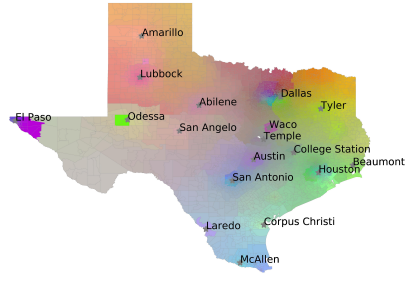 Amarillo
Lubbock
Dallas
Abilene
Tyler
El Paso
Odessa
San Angelo
Waco
Temple
College Station
Austin
Beaumont
Houston
San Antonio
Laredo
Corpus Christi
McAllen